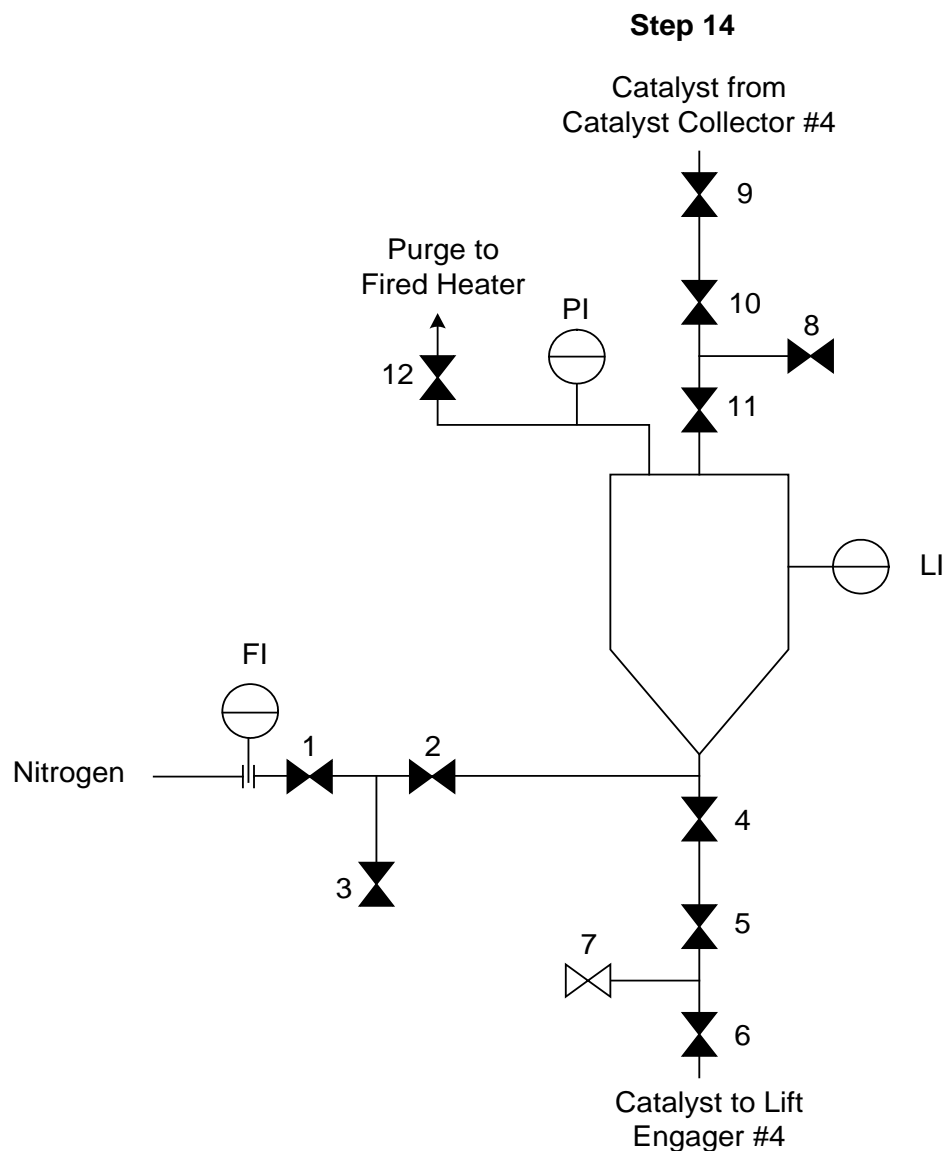 Step 14
Catalyst from
Catalyst Collector #4
9
Purge to
Fired Heater
PI
10
8
12
11
LI
FI
1
2
Nitrogen
4
3
5
7
6
Catalyst to Lift
Engager #4